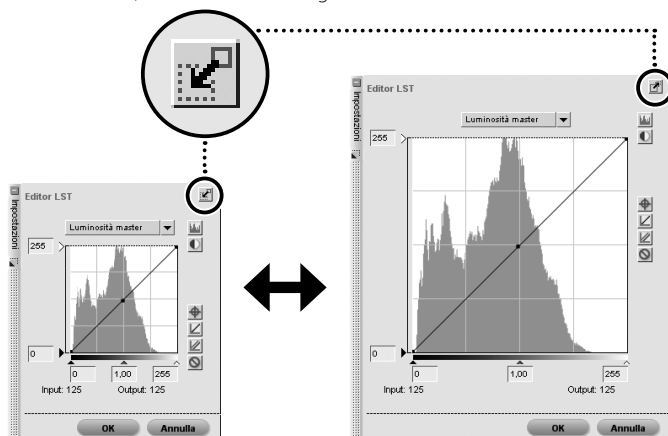 Impostazioni
Editor LST
Luminosità master
255
0
0 1,00 255
Input: 125 Output: 125
OK Annulla
Impostazioni
Editor LST
Luminosità master
255
0
0 1,00 255
Input: 125 Output: 125
OK Annulla